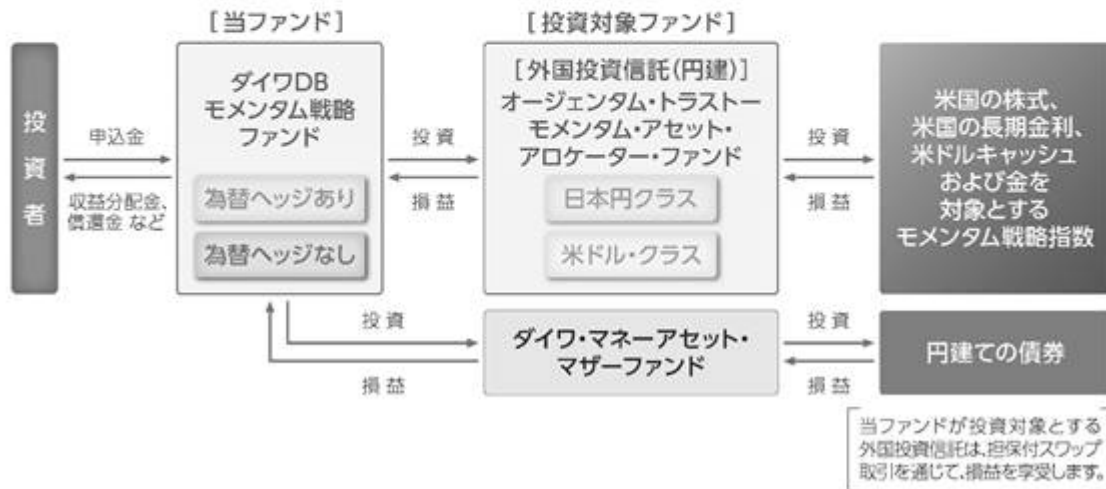 [当ファンド]
[投資対象ファンド]
投資者
申込金
収益分配金、
償還金 など
ダイワDB
モメンタム戦略
ファンド
為替ヘッジあり
為替ヘッジなし
投 資
損 益
[外国投資信託(円建)]
オージェンタム・トラストー
モメンタム・アセット・
アロケーター・ファンド
日本円クラス
米ドル・クラス
投 資
損 益
米国の株式、
米国の長期金利、
米ドルキャッシュ
および金を
対象とする
モメンタム戦略指数
投 資
損 益
ダイワ・マネーアセット・
マザーファンド
投 資
損 益
円建ての債券
当ファンドが投資対象とする
外国投資信託は、担保付スワップ
取引を通じて、損益を享受します。